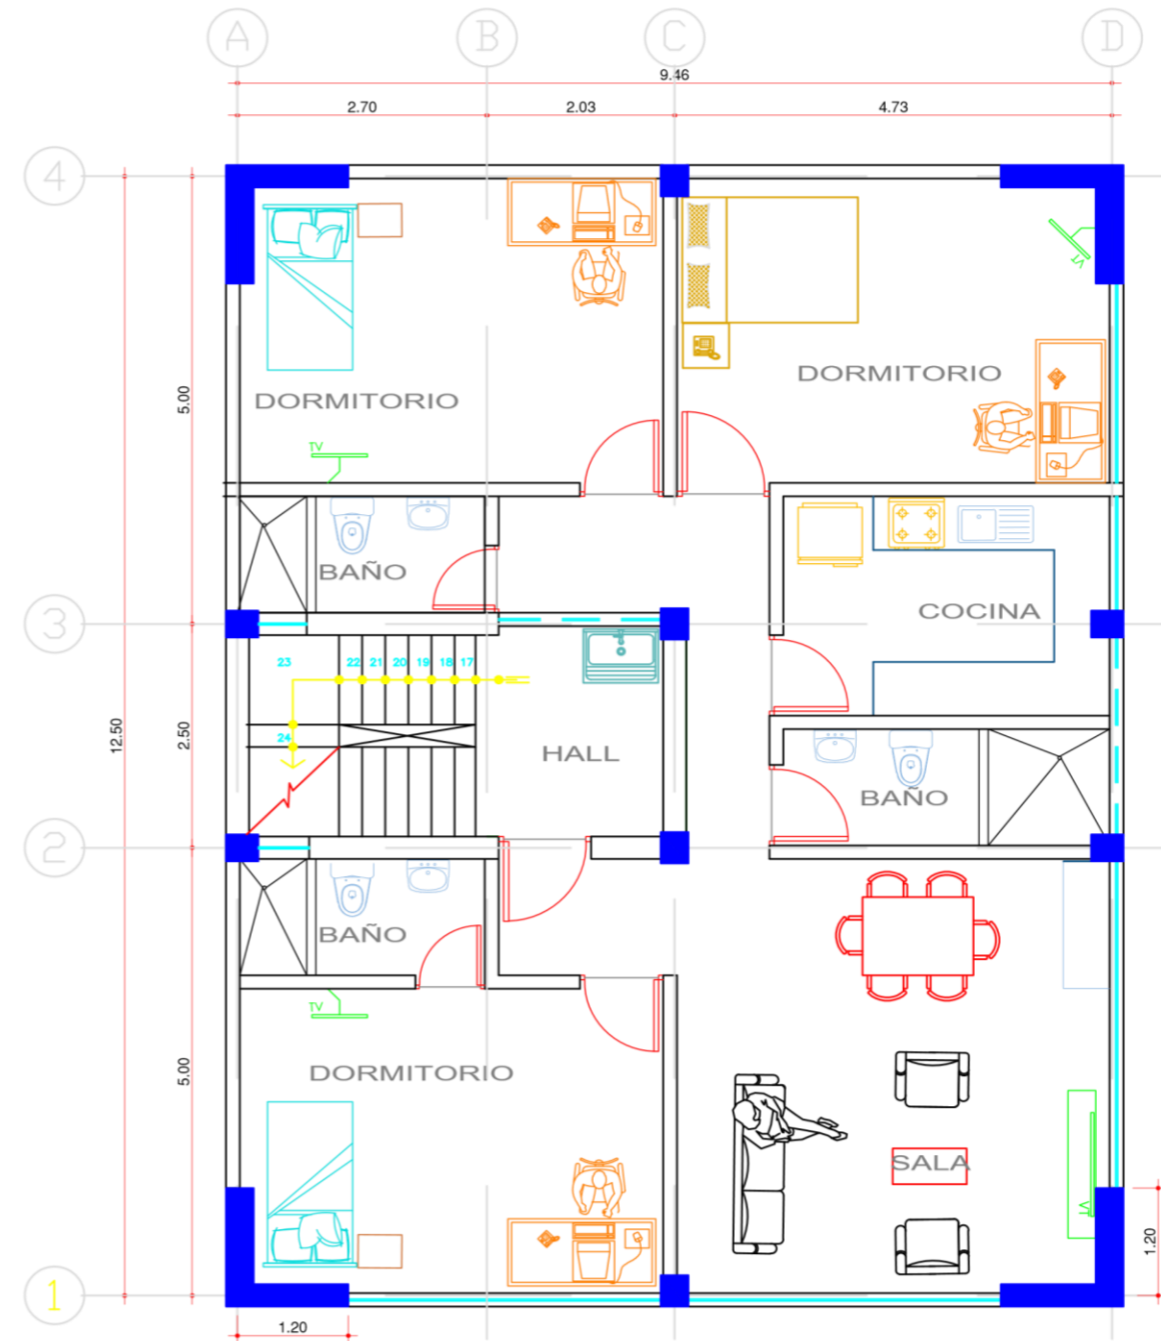 A B C D
9.46
2.70 2.03 4.73
4
DORMITORIO
DORMITORIO
5.00
TV
TV
BAÑO
COCINA
3
23 22 21 20 19 18 17
24
12.50
2.50
HALL
BAÑO
2
BAÑO
TV
5.00
DORMITORIO
SALA
TV
1.20
1
1.20